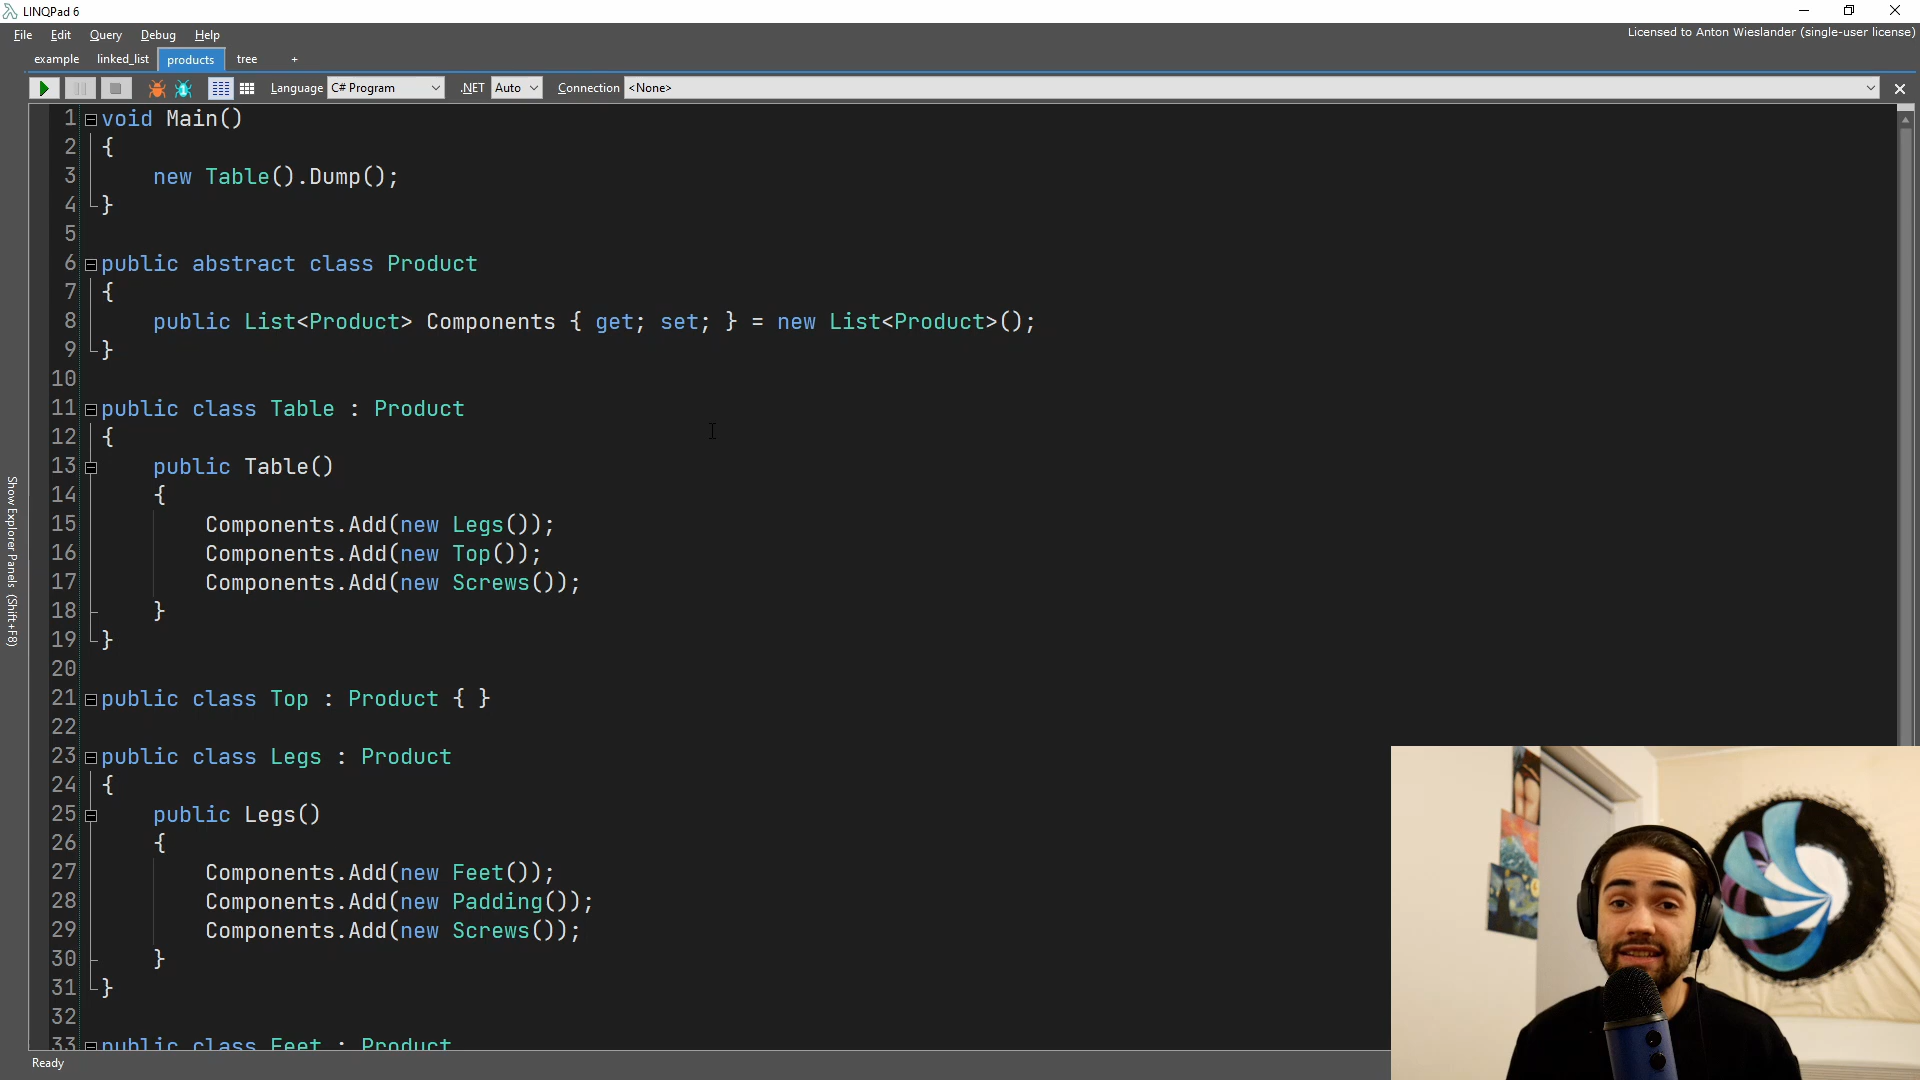 LINQPad 6
File Edit Query Debug Help
Licensed to Anton Wieslander (single-user license)
example linked_list products tree +
Language C# Program .NET Auto Connection <None>
Show Explorer Panels (Shift+F8)
1 void Main()
2 {
3 new Table().Dump();
4 }
5
6 public abstract class Product
7 {
8 public List<Product> Components { get; set; } = new List<Product>();
9 }
10
11 public class Table : Product
12 {
13 public Table()
14 {
15 Components.Add(new Legs());
16 Components.Add(new Top());
17 Components.Add(new Screws());
18 }
19 }
20
21 public class Top : Product { }
22
23 public class Legs : Product
24 {
25 public Legs()
26 {
27 Components.Add(new Feet());
28 Components.Add(new Padding());
29 Components.Add(new Screws());
30 }
31 }
32
33 public class Feet : Product
Ready